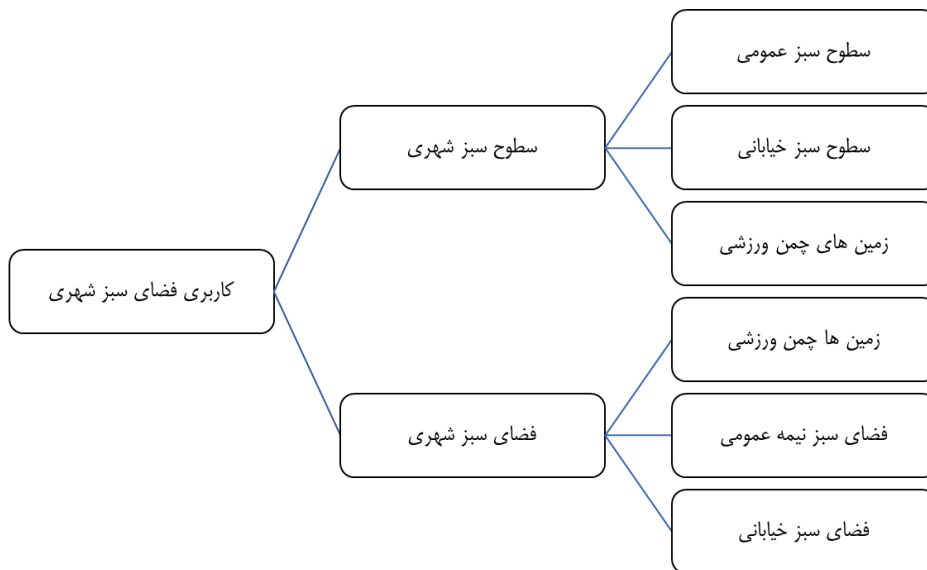 کاربری فضای سبز شهری
سطوح سبز شهری
سطوح سبز عمومی
سطوح سبز خیابانی
زمین های چمن ورزشی
فضای سبز شهری
زمین ها چمن ورزشی
فضای سبز نیمه عمومی
فضای سبز خیابانی